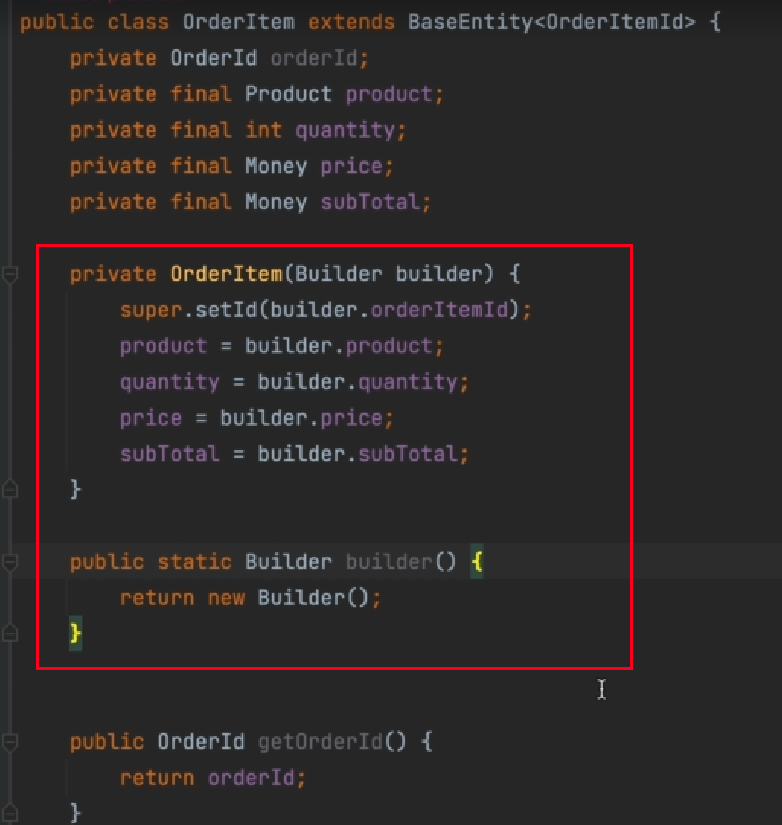 public class OrderItem extends BaseEntity<OrderItemId> {
private OrderId orderId;
private final Product product;
private final int quantity;
private final Money price;
private final Money subTotal;
private OrderItem(Builder builder) {
super.setId(builder.orderItemId);
product = builder.product;
quantity = builder.quantity;
price = builder.price;
subTotal = builder.subTotal;
}
public static Builder builder() {
return new Builder();
}
public OrderId getOrderId() {
return orderId;
}